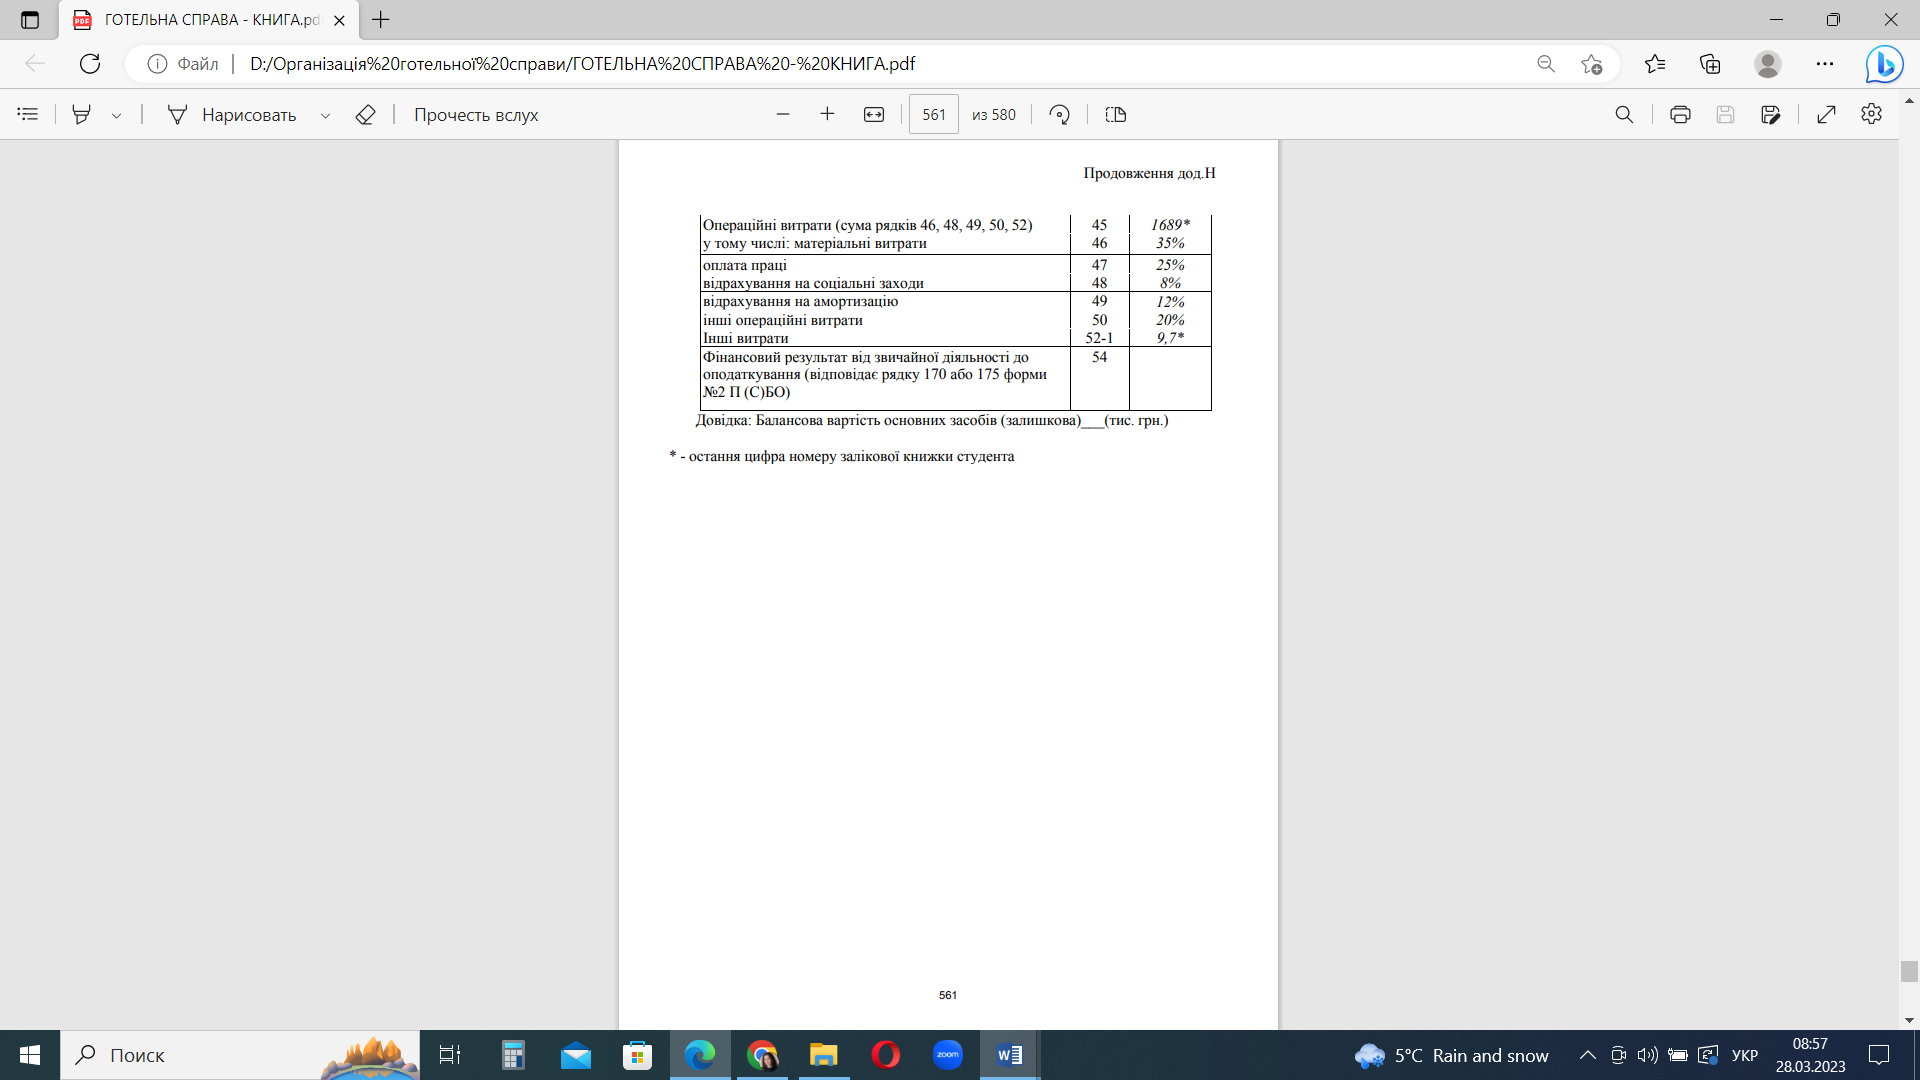 ГОТЕЛЬНА СПРАВА - КНИГА.pd
Файл
D:/Організація%20готельної%20справи/ГОТЕЛЬНА%20СПРАВА%20-%20КНИГА.pdf
Нарисовать
Прочесть вслух
561 из 580
Продовження дод.Н
Операційні витрати (сума рядків 46, 48, 49, 50, 52) 45 1689*
у тому числі: матеріальні витрати 46 35%
оплата праці 47 25%
відрахування на соціальні заходи 48 8%
відрахування на амортизацію 49 12%
інші операційні витрати 50 20%
Інші витрати 52-1 9,7*
Фінансовий результат від звичайної діяльності до 54
оподаткування (відповідає рядку 170 або 175 форми
№2 П (С)БО)
Довідка: Балансова вартість основних засобів (залишкова)___(тис. грн.)
* - остання цифра номеру залікової книжки студента
561
Поиск
zoom
5°C Rain and snow
УКР
08:57
28.03.2023